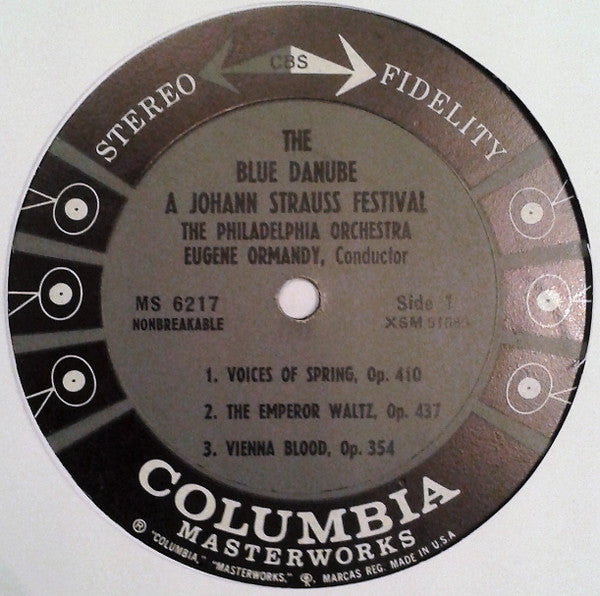 CBS
STEREO FIDELITY
THE
BLUE DANUBE
A JOHANN STRAUSS FESTIVAL
THE PHILADELPHIA ORCHESTRA
EUGENE ORMANDY, Conductor
MS 6217
NONBREAKABLE
Side 1
1. VOICES OF SPRING, Op. 410
2. THE EMPEROR WALTZ, Op. 437
3. VIENNA BLOOD, Op. 354
COLUMBIA
MASTERWORKS
® "COLUMBIA," "MASTERWORKS," MARCAS REG. MADE IN U.S.A.